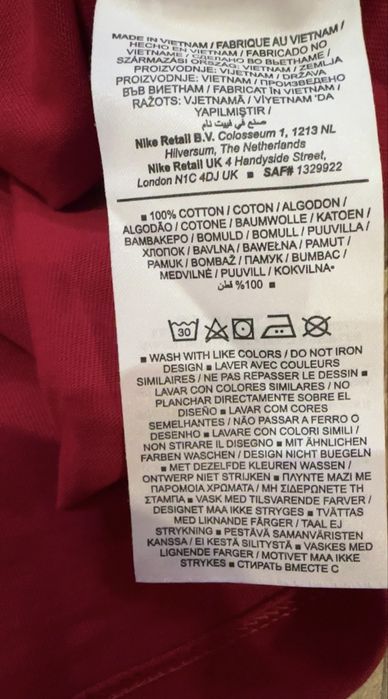 MADE IN VIETNAM / FABRIQUE AU VIETNAM /
HECHO EN VIETNAM / FABRICADO NO
VIETNAME / СДЕЛАНО ВО ВЬЕТНАМЕ /
SZÁRMAZÁSI ORSZÁG: VIETNAM / ZEMLJA
PROIZVODNJE: VIJETNAM / DRŽAVA
PROIZVODNJE: VIETNAM / ПРОИЗВЕДЕНО
ВЪВ ВИЕТНАМ / FABRICAT ÎN VIETNAM /
RAŽOTS: VJETNAMĀ / VİYETNAM 'DA
YAPILMIŞTIR /
صنع في فييت نام
Nike Retail B.V. Colosseum 1, 1213 NL
Hilversum, The Netherlands
Nike Retail UK 4 Handyside Street,
London N1C 4DJ UK ■ SAF# 1329922
■ 100% COTTON / COTON / ALGODON /
ALGODÃO / COTONE / BAUMWOLLE / KATOEN /
ΒΑΜΒΑΚΕΡΟ / BOMULD / BOMULL / PUUVILLA /
ХЛОПОК / BAVLNA / BAWEŁNA / PAMUT /
PAMUK / BOMBAŽ / ПАМУК / BUMBAC /
MEDVILNĖ / PUUVILL / KOKVILNA▪
100% قطن ■
30
■ WASH WITH LIKE COLORS / DO NOT IRON
DESIGN ■ LAVER AVEC COULEURS
SIMILAIRES / NE PAS REPASSER LE DESSIN ■
LAVAR CON COLORES SIMILARES / NO
PLANCHAR DIRECTAMENTE SOBRE EL
DISEÑO ■ LAVAR COM CORES
SEMELHANTES / NÃO PASSAR A FERRO O
DESENHO ■ LAVARE CON COLORI SIMILI /
NON STIRARE IL DISEGNO ■ MIT ÄHNLICHEN
FARBEN WASCHEN / DESIGN NICHT BUEGELN
■ MET DEZELFDE KLEUREN WASSEN /
ONTWERP NIET STRIJKEN ■ ΠΛΥΝΤΕ ΜΑΖΙ ΜΕ
ΠΑΡΟΜΟΙΑ ΧΡΩΜΑΤΑ / ΜΗ ΣΙΔΕΡΩΝΕΤΕ ΤΗ
ΣΤΑΜΠΑ ■ VASK MED TILSVARENDE FARVER /
DESIGNET MAA IKKE STRYGES ■ TVÄTTAS
MED LIKNANDE FÄRGER / TAAL EJ
STRYKNING ■ PESTÄVÄ SAMANVÄRISTEN
KANSSA / EI KESTÄ SILITYSTÄ ■ VASKES MED
LIGNENDE FARGER / MOTIVET MAA IKKE
STRYKES ■ СТИРАТЬ ВМЕСТЕ С